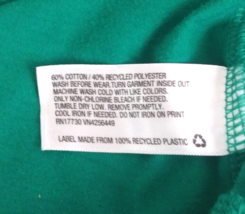 60% COTTON / 40% RECYCLED POLYESTER
WASH BEFORE WEAR.TURN GARMENT INSIDE OUT
MACHINE WASH COLD WITH LIKE COLORS.
ONLY NON-CHLORINE BLEACH IF NEEDED.
TUMBLE DRY LOW. REMOVE PROMPTLY.
COOL IRON IF NEEDED. DO NOT IRON ON PRINT
RN17730 VN4256449
LABEL MADE FROM 100% RECYCLED PLASTIC